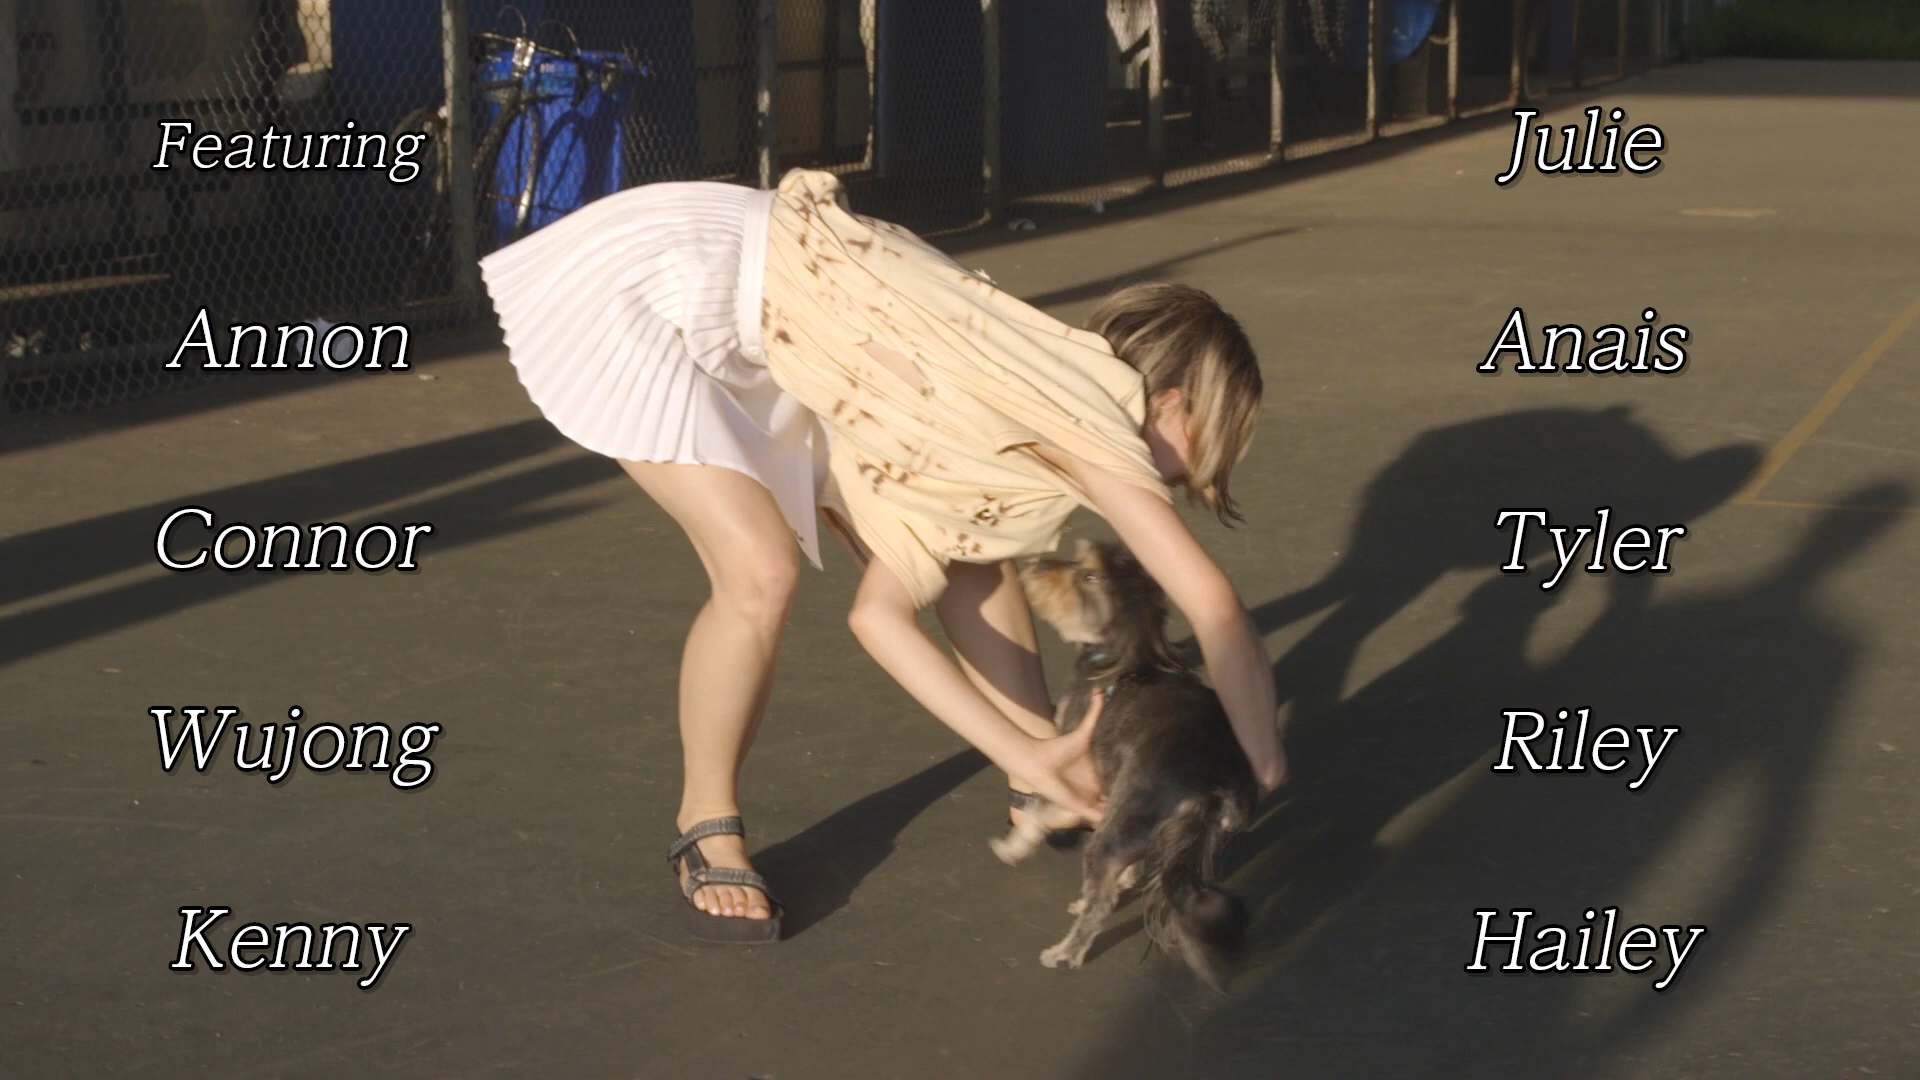 Featuring
Annon
Connor
Wujong
Kenny
Julie
Anais
Tyler
Riley
Hailey